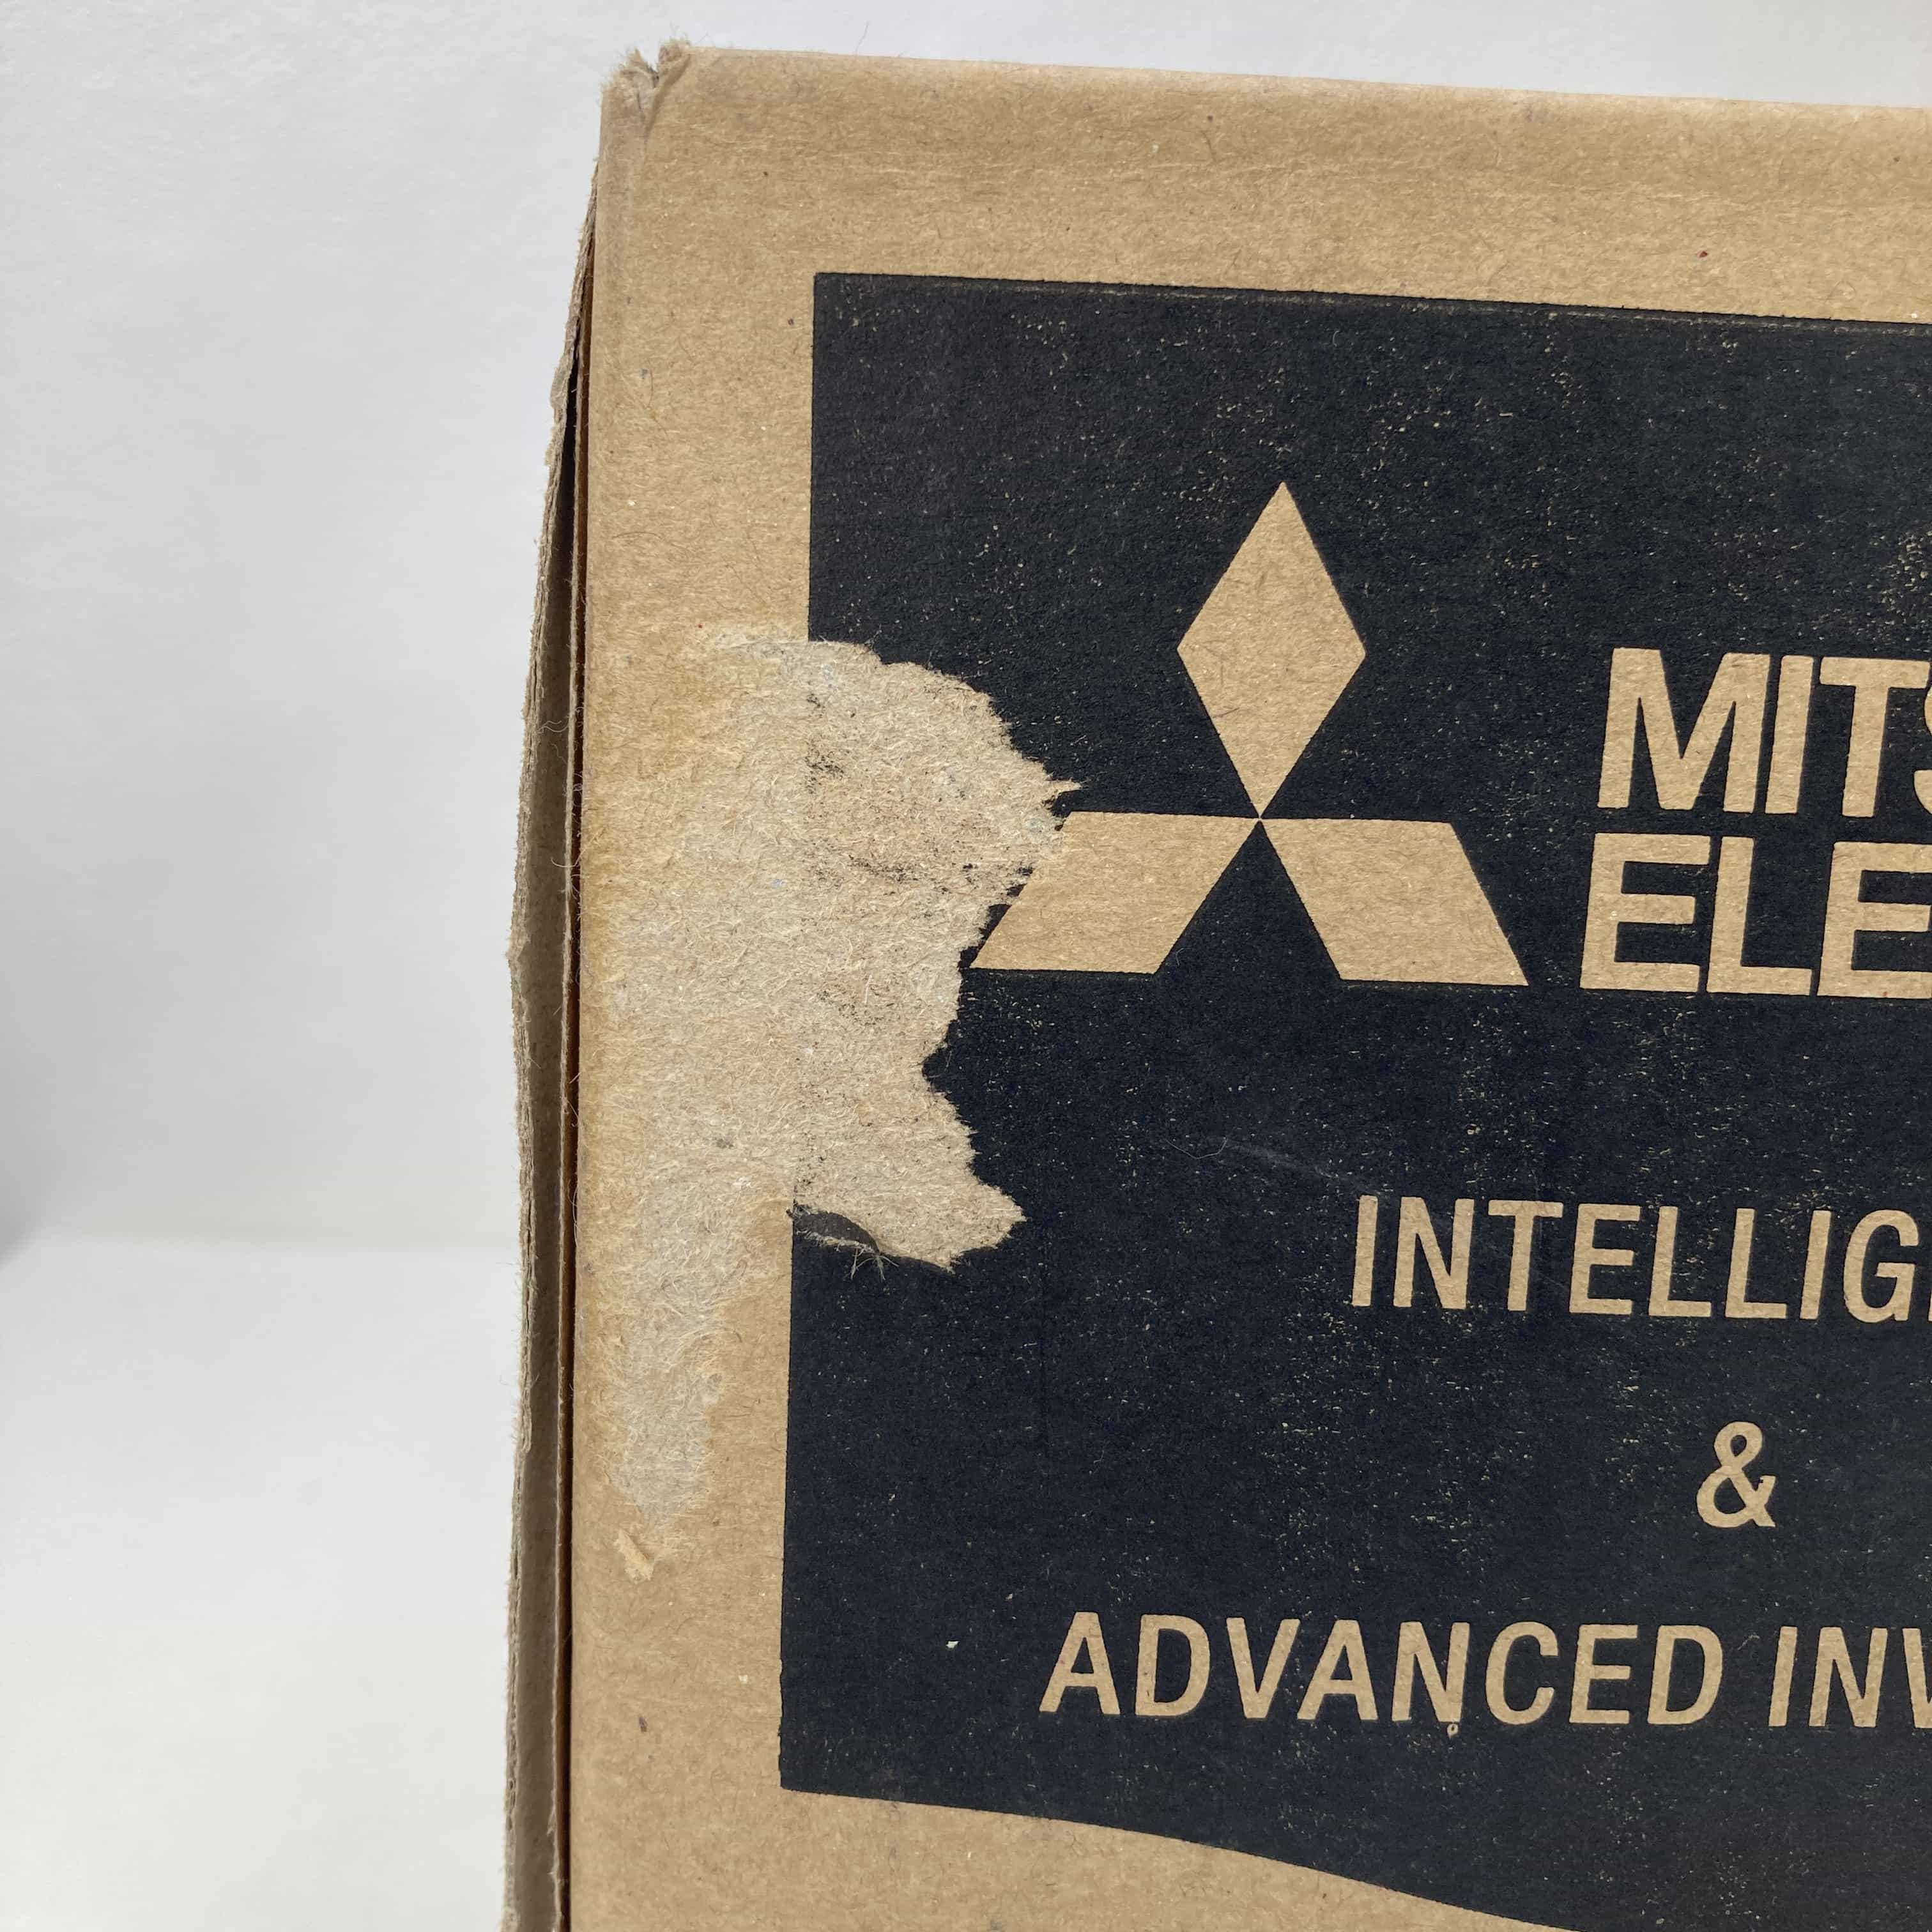 MITS
ELE
INTELLIG
&
ADVANCED INV